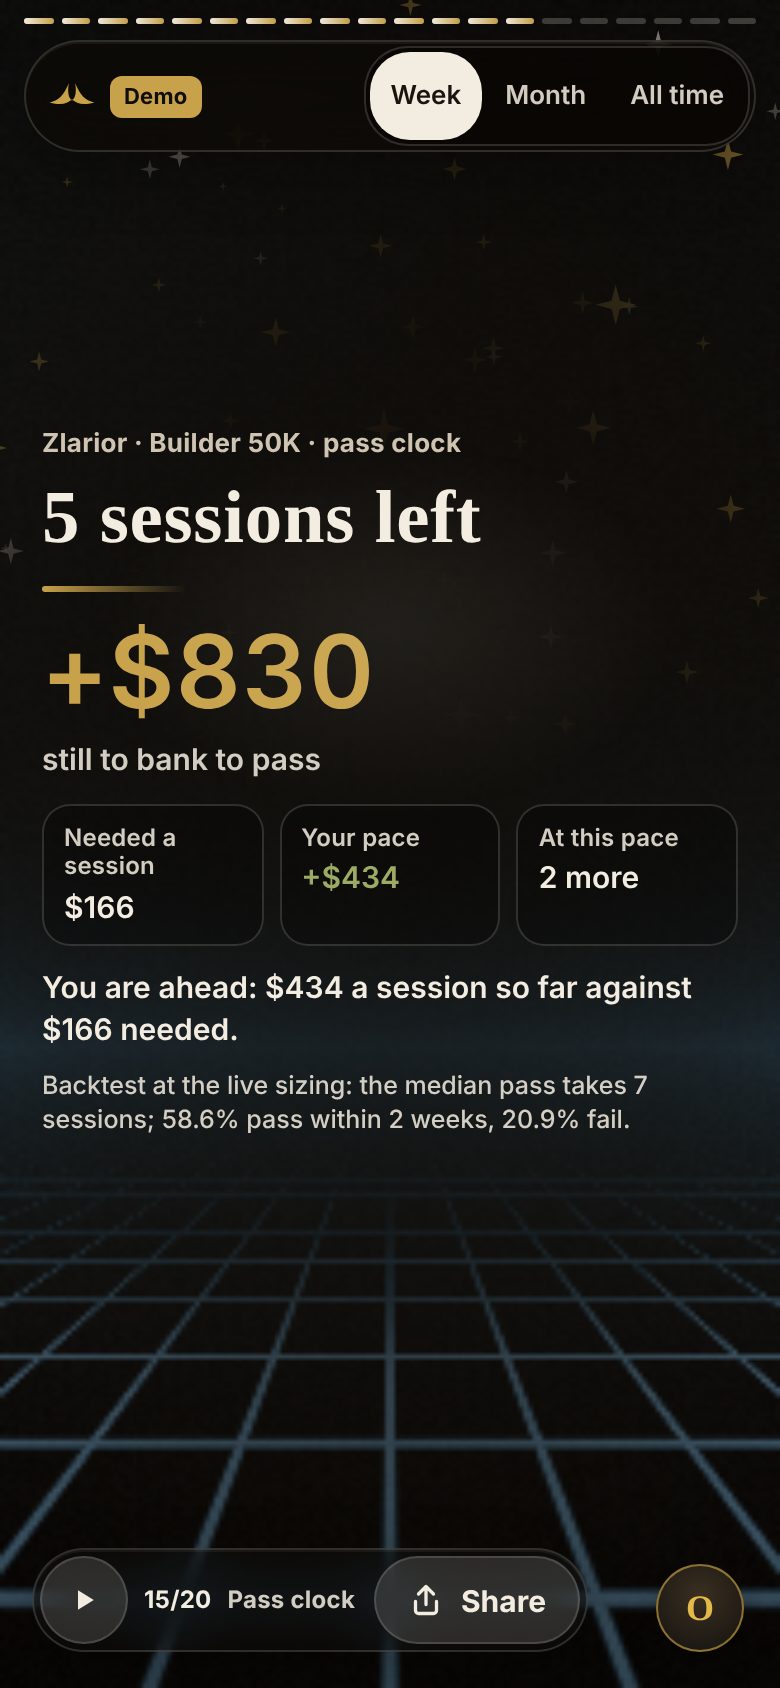 Demo
Week
Month
All time
Zlarior · Builder 50K · pass clock
5 sessions left
+$830
still to bank to pass
Needed a
session
$166
Your pace
+$434
At this pace
2 more
You are ahead: $434 a session so far against
$166 needed.
Backtest at the live sizing: the median pass takes 7
sessions; 58.6% pass within 2 weeks, 20.9% fail.
15/20 Pass clock
Share
O